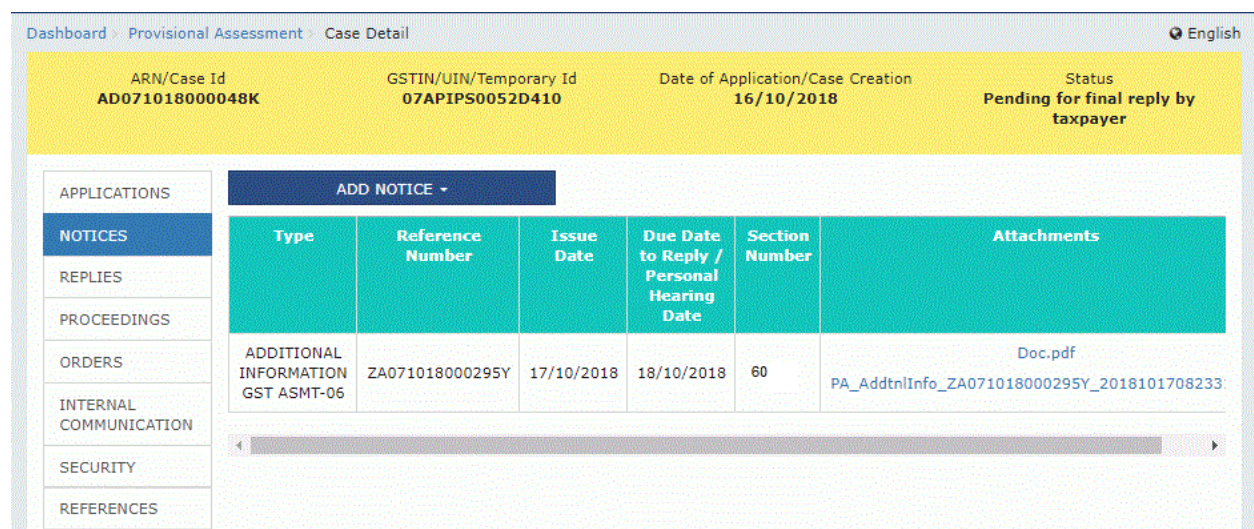 Dashboard > Provisional Assessment > Case Detail
English
ARN/Case Id
AD071018000048K
GSTIN/UIN/Temporary Id
07APIPS0052D410
Date of Application/Case Creation
16/10/2018
Status
Pending for final reply by
taxpayer
APPLICATIONS
NOTICES
REPLIES
PROCEEDINGS
ORDERS
INTERNAL
COMMUNICATION
SECURITY
REFERENCES
ADD NOTICE
Type
Reference
Number
Issue
Date
Due Date
to Reply /
Personal
Hearing
Date
Section
Number
Attachments
ADDITIONAL
INFORMATION
GST ASMT-06
ZA071018000295Y
17/10/2018
18/10/2018
60
Doc.pdf
PA_AddtnlInfo_ZA071018000295Y_2018101708233